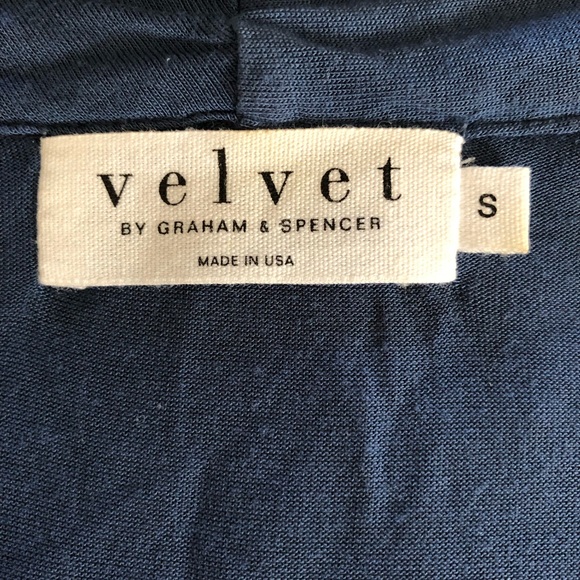 velvet
BY GRAHAM & SPENCER
MADE IN USA
S